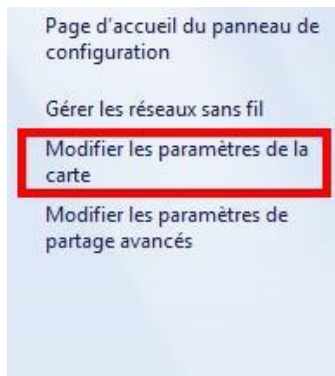 Page d'accueil du panneau de
configuration
Gérer les réseaux sans fil
Modifier les paramètres de la
carte
Modifier les paramètres de
partage avancés